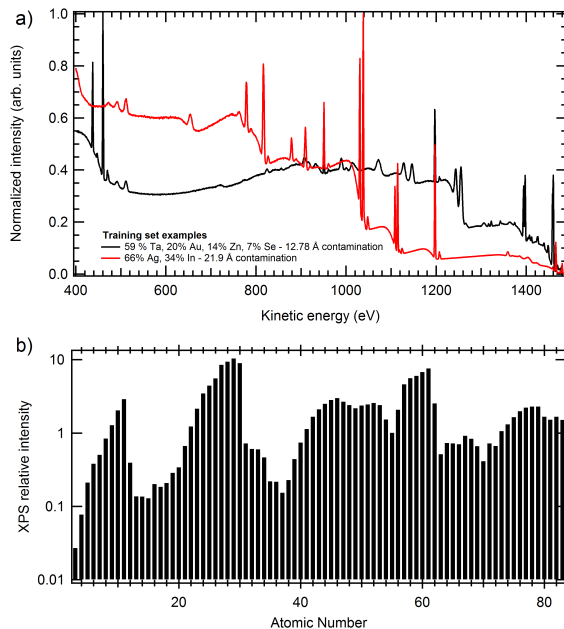 a)
1.0
0.8
0.6
0.4
0.2
0.0
Normalized intensity (arb. units)
Training set examples
59 % Ta, 20% Au, 14% Zn, 7% Se - 12.78 Å contamination
66% Ag, 34% In - 21.9 Å contamination
400 600 800 1000 1200 1400
Kinetic energy (eV)
b)
10
1
0.1
0.01
XPS relative intensity
20 40 60 80
Atomic Number